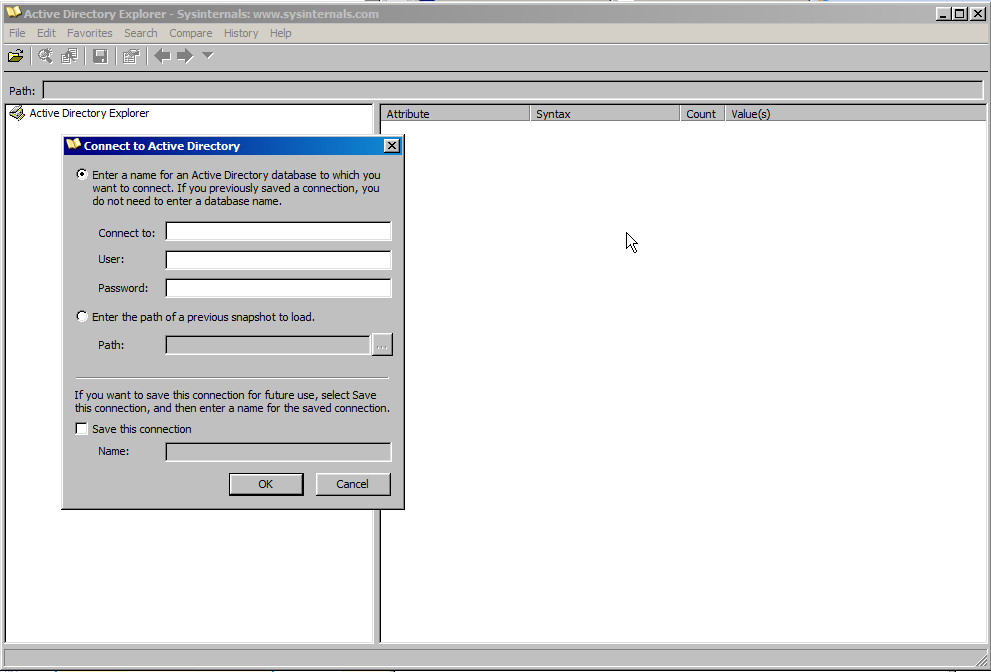 Active Directory Explorer - Sysinternals: www.sysinternals.com
File Edit Favorites Search Compare History Help
Path:
Active Directory Explorer
Attribute Syntax Count Value(s)
Connect to Active Directory
Enter a name for an Active Directory database to which you
want to connect. If you previously saved a connection, you
do not need to enter a database name.
Connect to:
User:
Password:
Enter the path of a previous snapshot to load.
Path:
...
If you want to save this connection for future use, select Save
this connection, and then enter a name for the saved connection.
Save this connection
Name:
OK Cancel